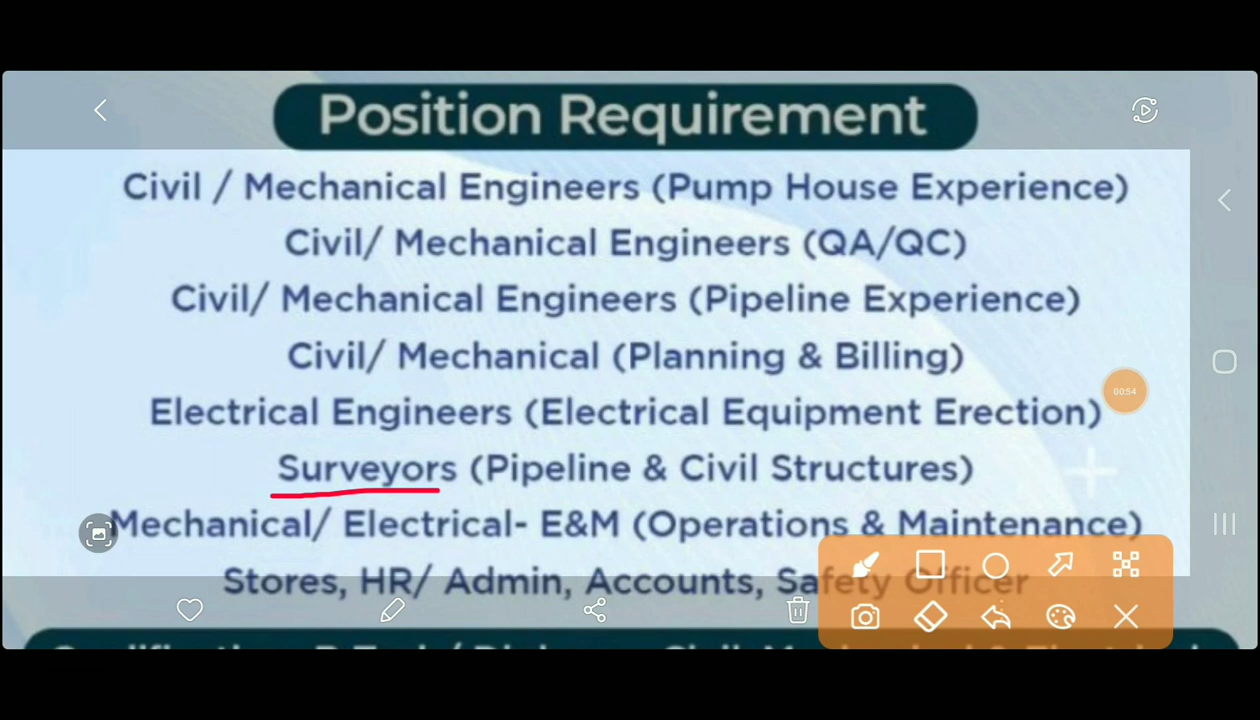 Position Requirement
Civil / Mechanical Engineers (Pump House Experience)
Civil/ Mechanical Engineers (QA/QC)
Civil/ Mechanical Engineers (Pipeline Experience)
Civil/ Mechanical (Planning & Billing)
00:54
Electrical Engineers (Electrical Equipment Erection)
Surveyors (Pipeline & Civil Structures)
Mechanical/ Electrical- E&M (Operations & Maintenance)
Stores, HR/ Admin, Accounts, Safety Officer